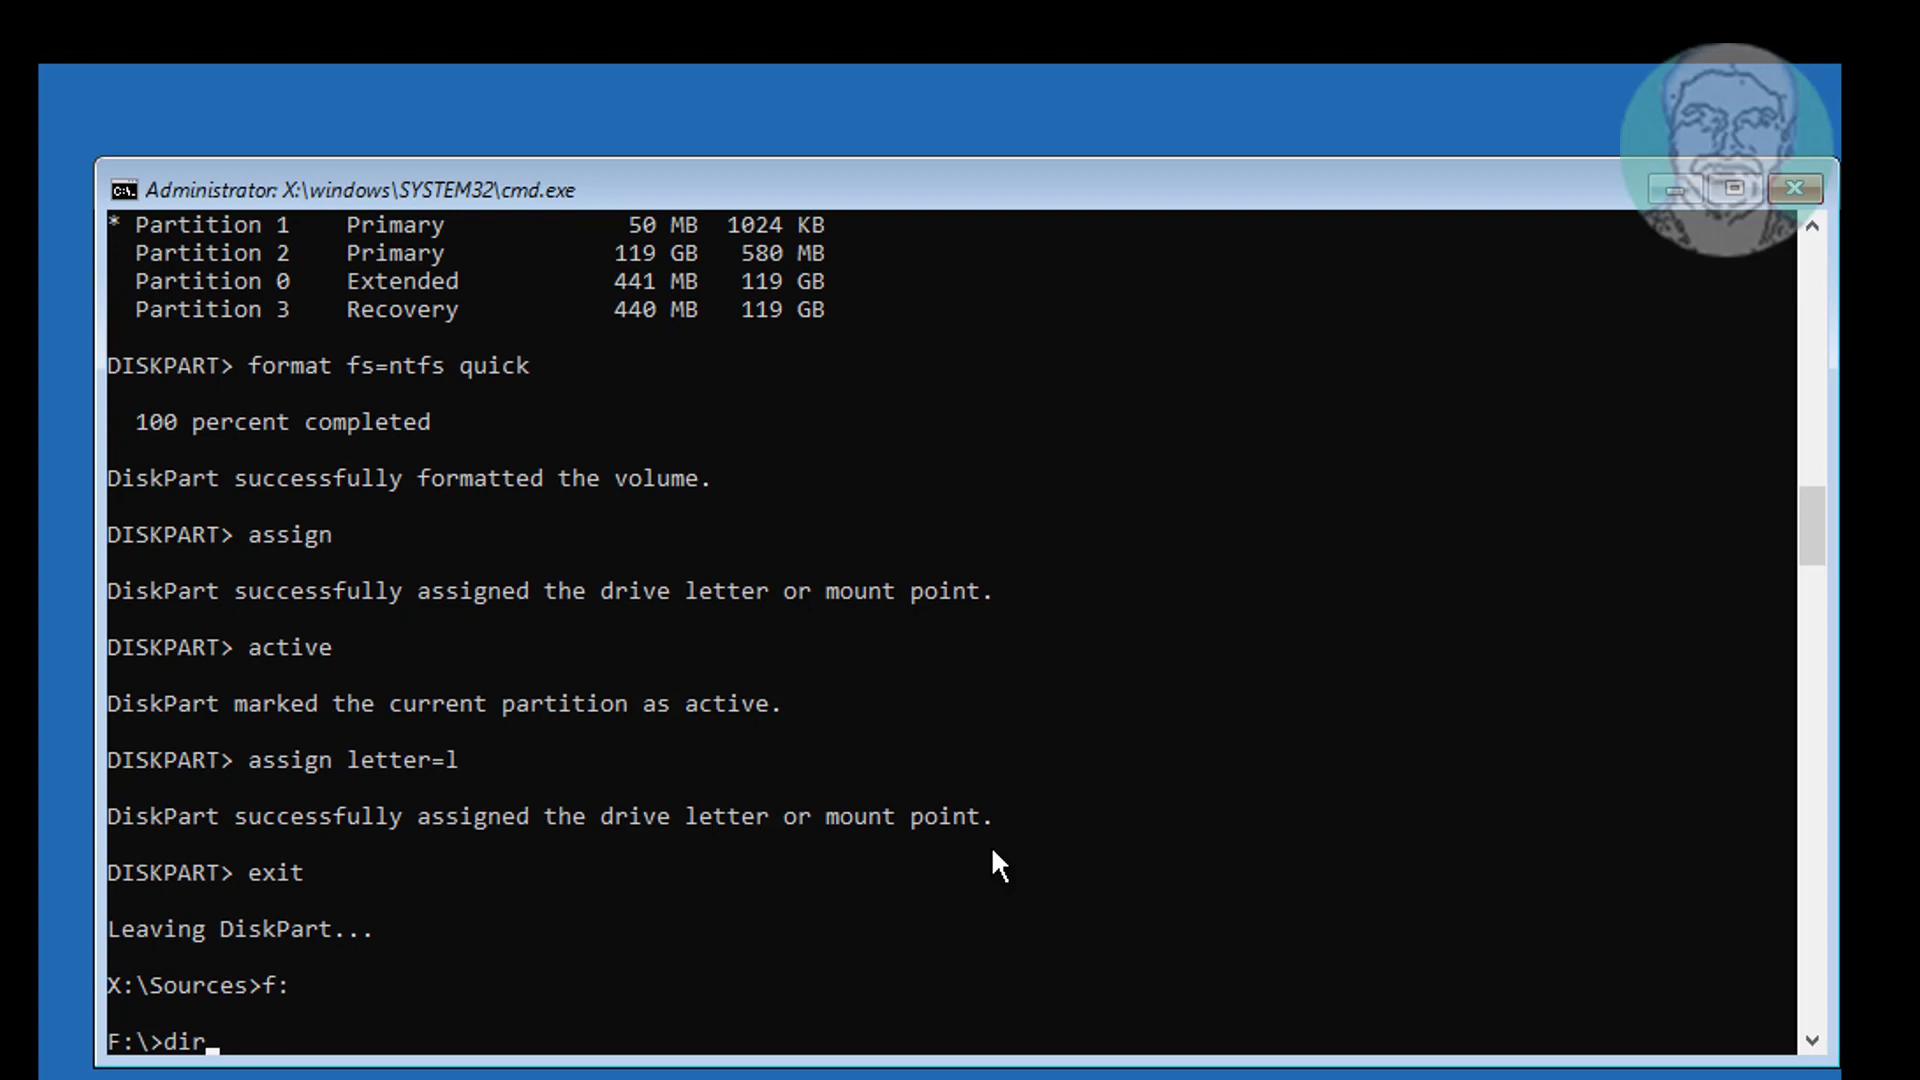 Administrator: X:\windows\SYSTEM32\cmd.exe
* Partition 1    Primary             50 MB  1024 KB
  Partition 2    Primary            119 GB   580 MB
  Partition 0    Extended           441 MB   119 GB
  Partition 3    Recovery           440 MB   119 GB
DISKPART> format fs=ntfs quick
  100 percent completed
DiskPart successfully formatted the volume.
DISKPART> assign
DiskPart successfully assigned the drive letter or mount point.
DISKPART> active
DiskPart marked the current partition as active.
DISKPART> assign letter=l
DiskPart successfully assigned the drive letter or mount point.
DISKPART> exit
Leaving DiskPart...
X:\Sources>f:
F:\>dir